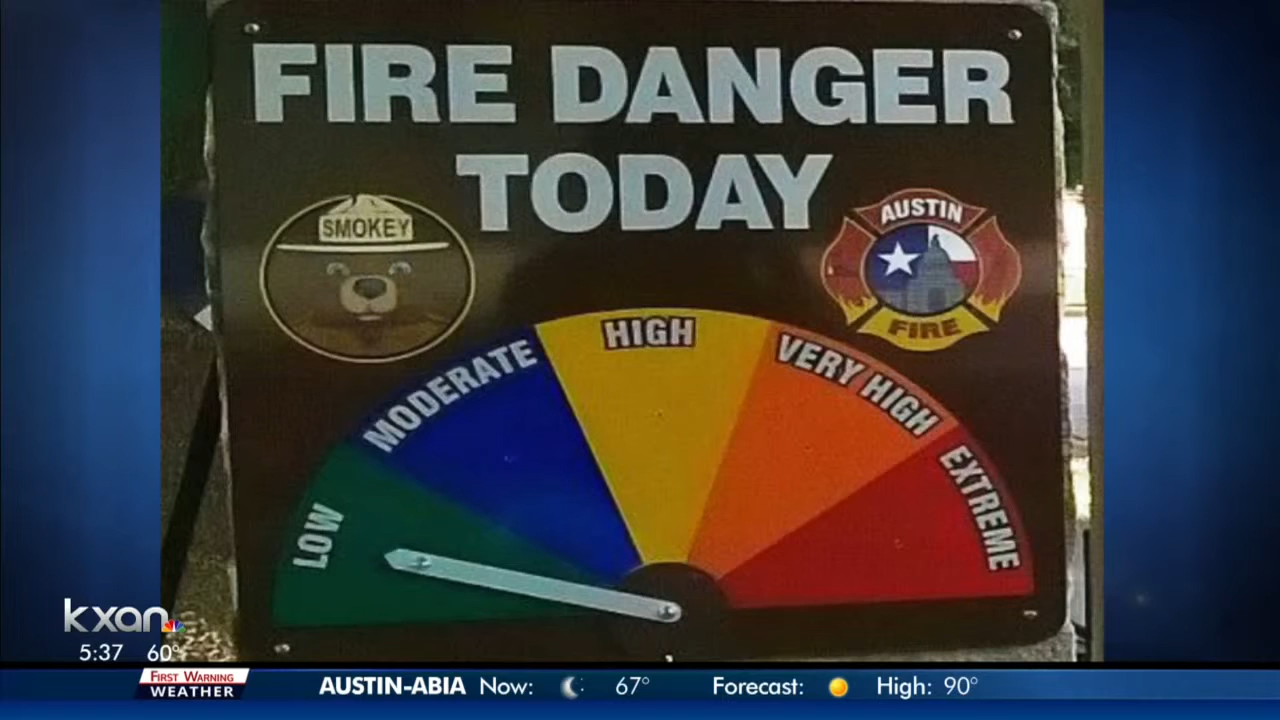 FIRE DANGER
TODAY
SMOKEY
AUSTIN
FIRE
LOW
MODERATE
HIGH
VERY HIGH
EXTREME
kxan
5:37 60°
FIRST WARNING
WEATHER
AUSTIN-ABIA Now: 67° Forecast: High: 90°